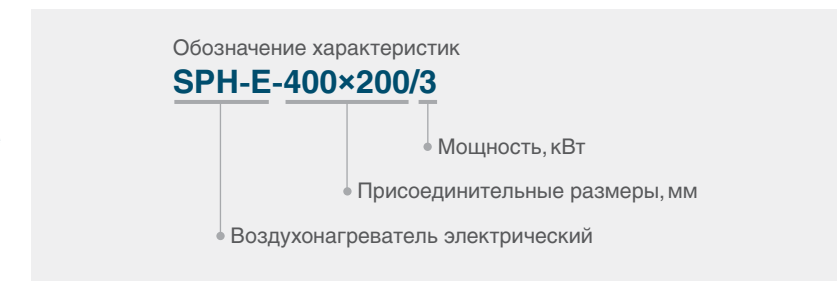 Обозначение характеристик
SPH-E-400×200/3
Мощность, кВт
Присоединительные размеры, мм
Воздухонагреватель электрический